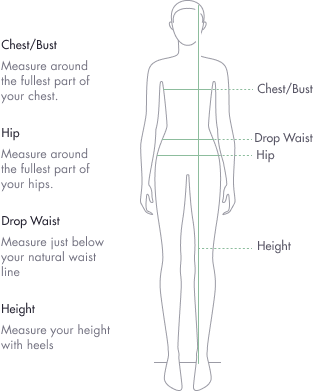 Chest/Bust
Measure around
the fullest part of
your chest.
Hip
Measure around
the fullest part of
your hips.
Drop Waist
Measure just below
your natural waist
line
Height
Measure your height
with heels
Chest/Bust
Drop Waist
Hip
Height